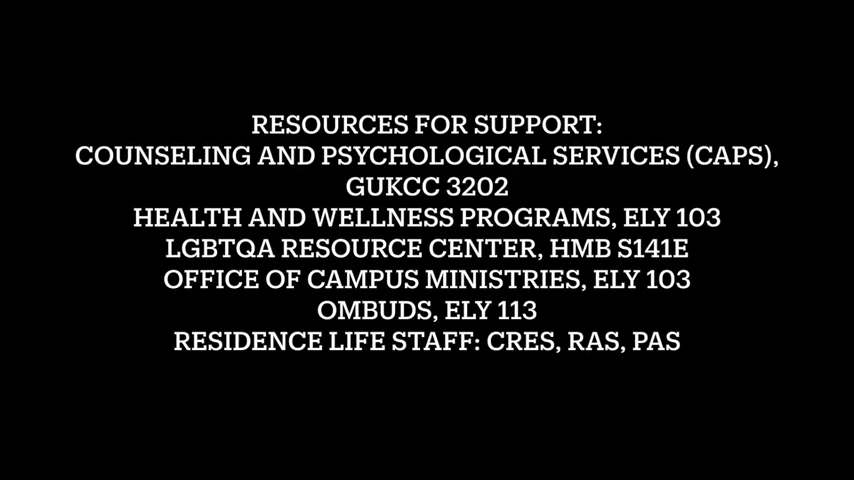 RESOURCES FOR SUPPORT:
COUNSELING AND PSYCHOLOGICAL SERVICES (CAPS),
GUKCC 3202
HEALTH AND WELLNESS PROGRAMS, ELY 103
LGBTQA RESOURCE CENTER, HMB S141E
OFFICE OF CAMPUS MINISTRIES, ELY 103
OMBUDS, ELY 113
RESIDENCE LIFE STAFF: CRES, RAS, PAS